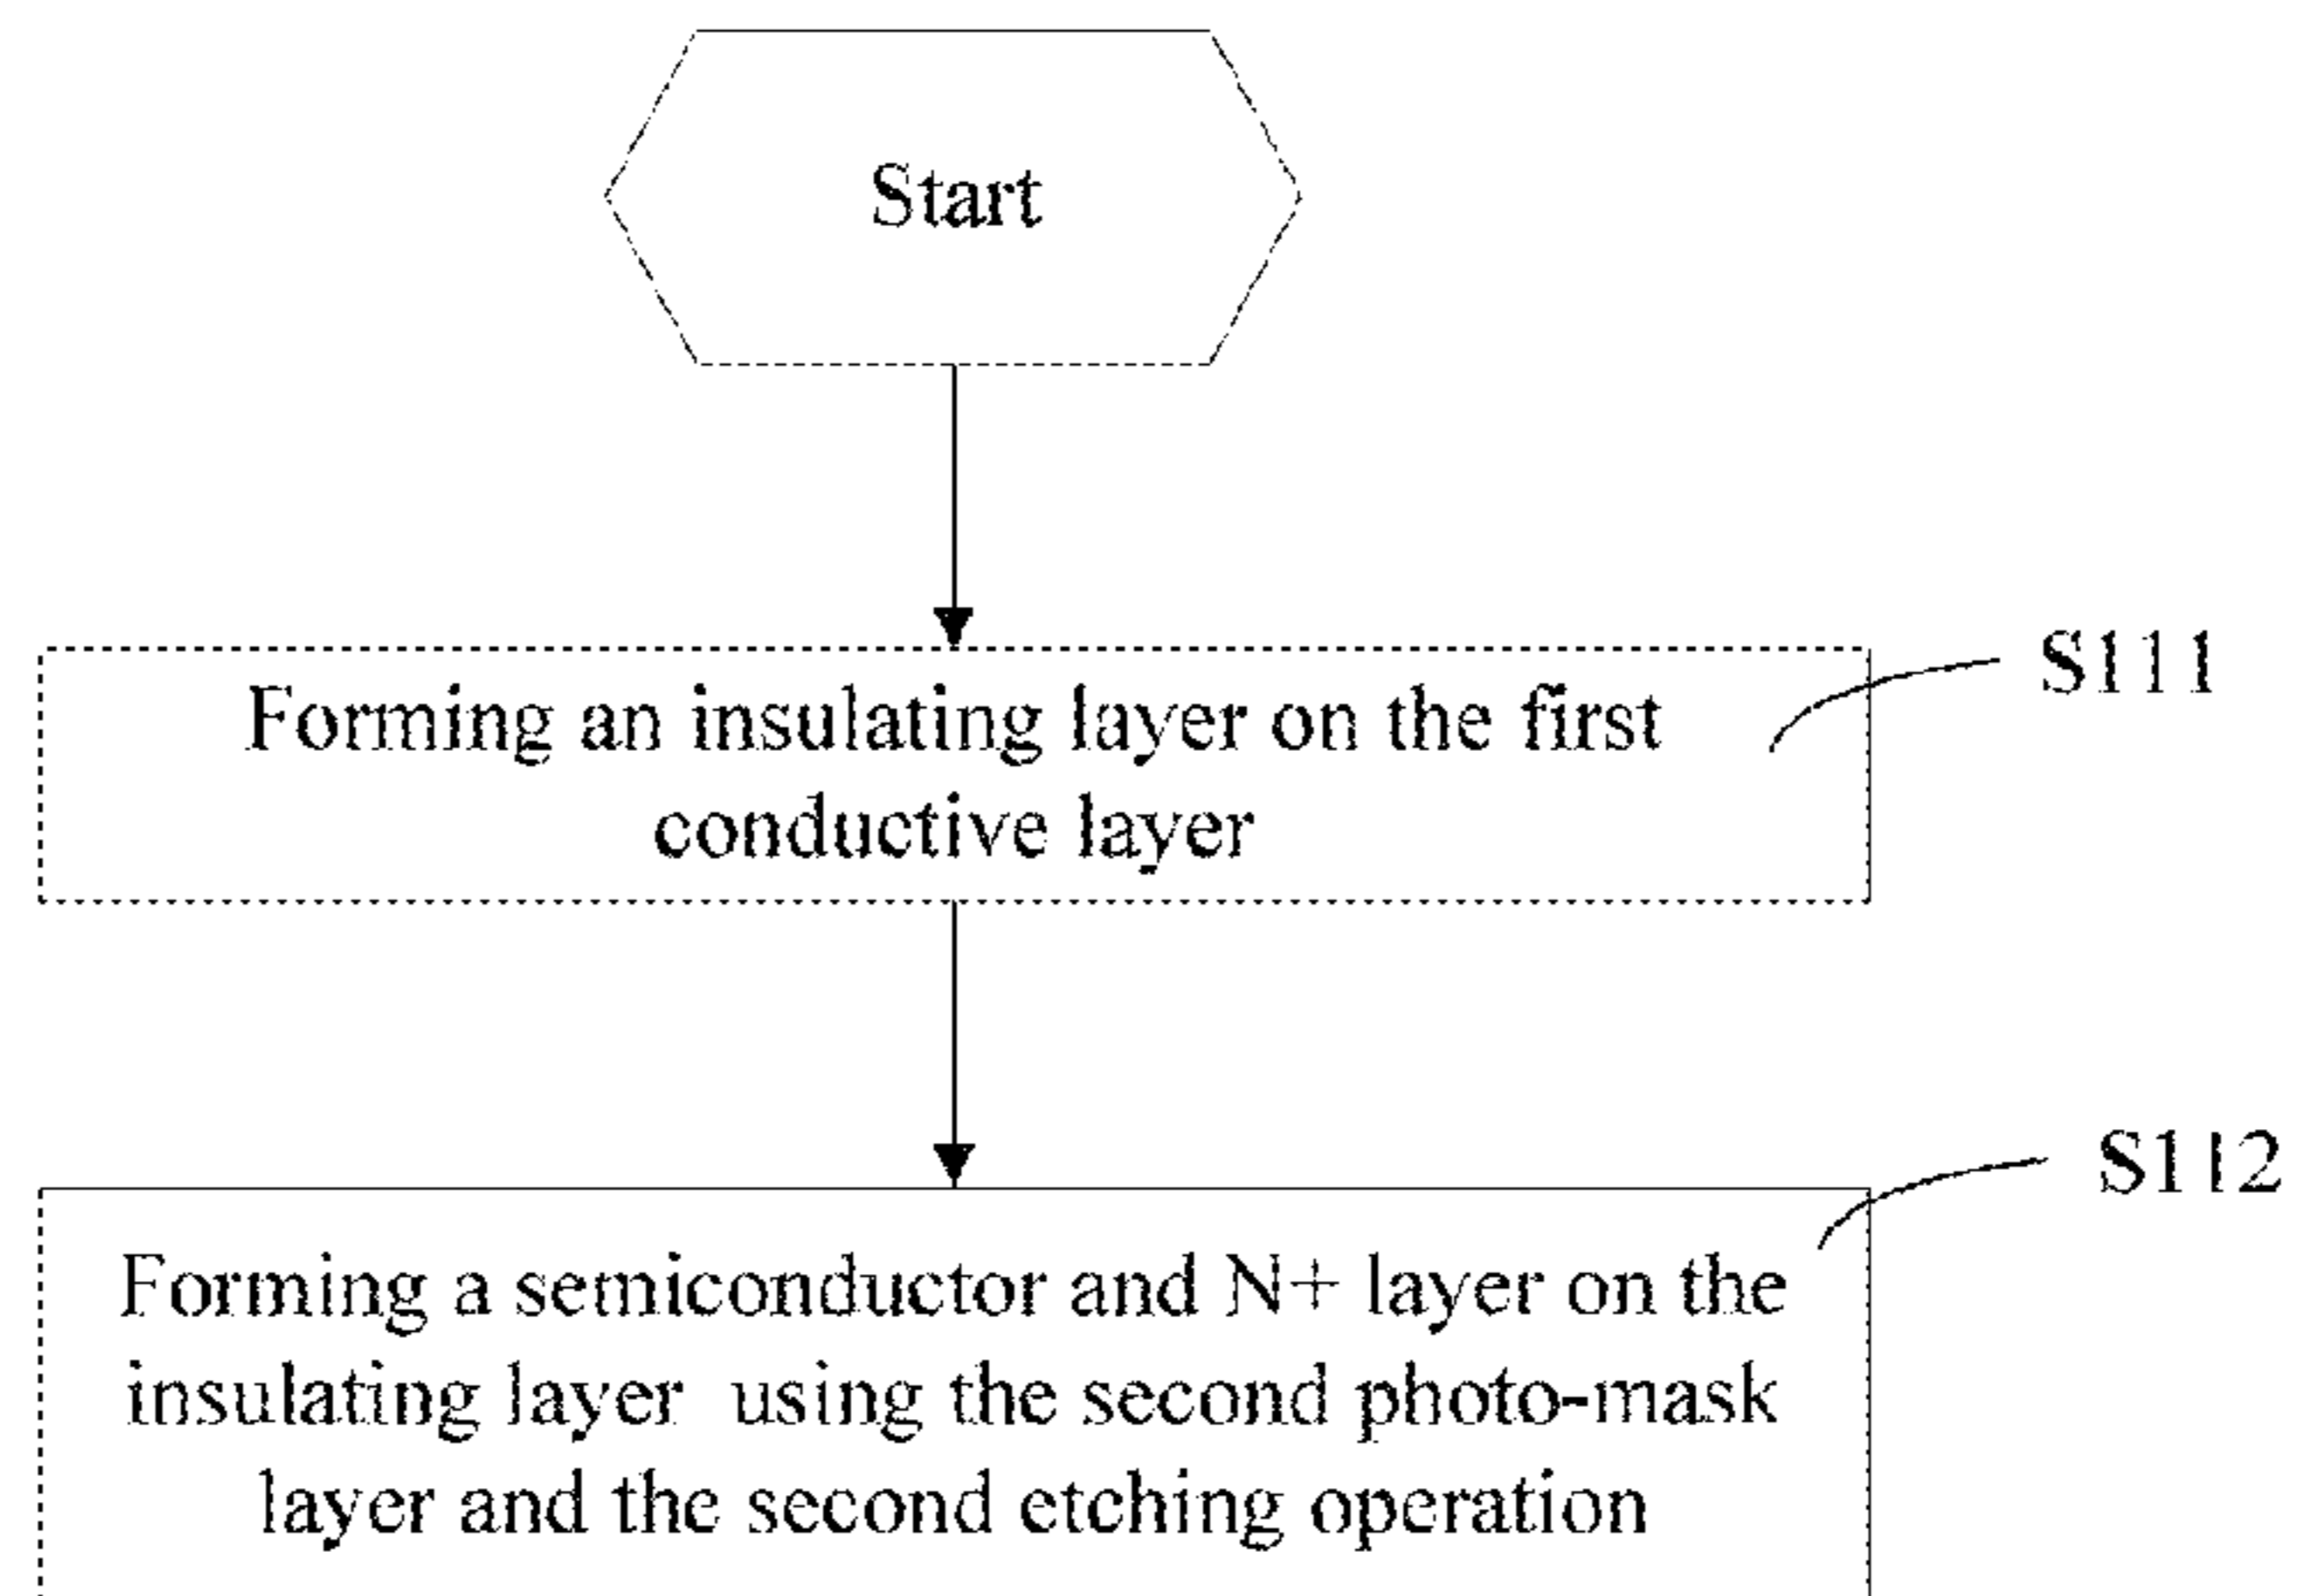 Start
S111
Forming an insulating layer on the first
conductive layer
S112
Forming a semiconductor and N+ layer on the
insulating layer using the second photo-mask
layer and the second etching operation